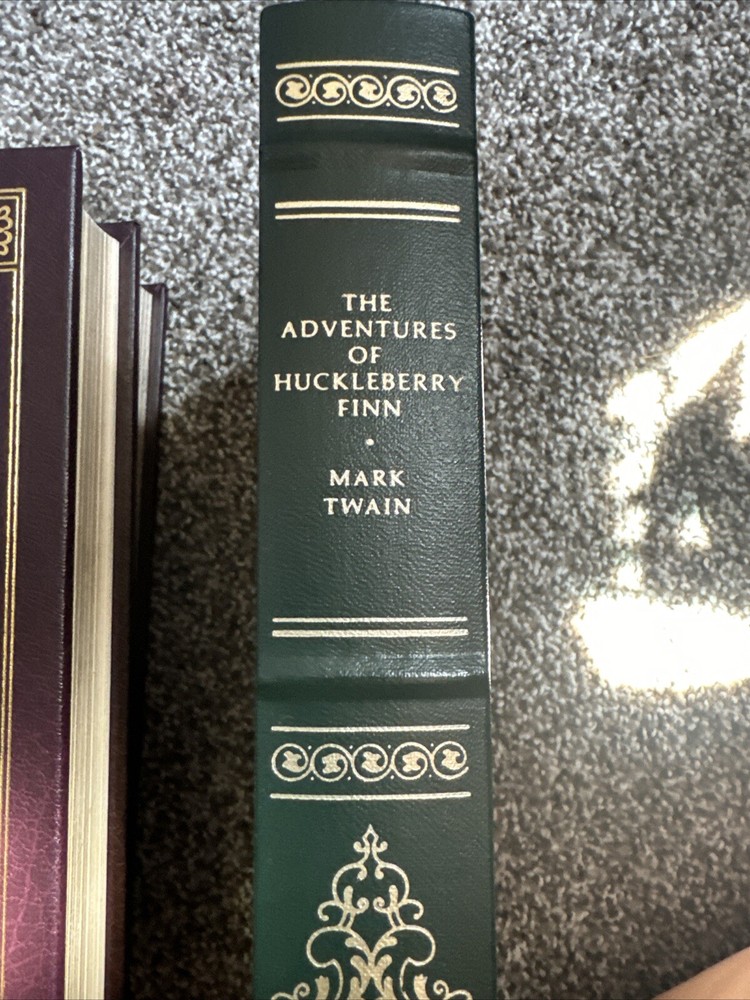 THE
ADVENTURES
OF
HUCKLEBERRY
FINN
•
MARK
TWAIN